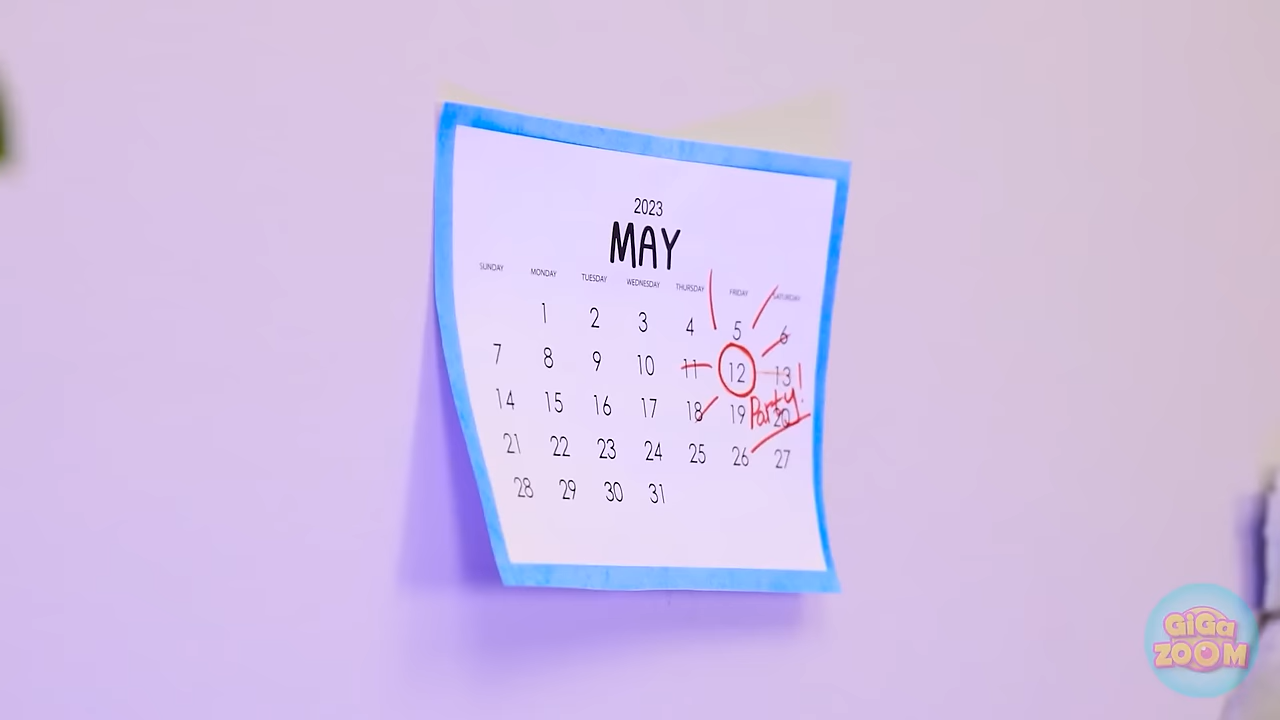 2023
MAY
SUNDAY MONDAY TUESDAY WEDNESDAY THURSDAY FRIDAY SATURDAY
1 2 3 4 5 6
7 8 9 10 11 12 13
14 15 16 17 18 19 20
Party!
21 22 23 24 25 26 27
28 29 30 31
GiGa
ZOOM